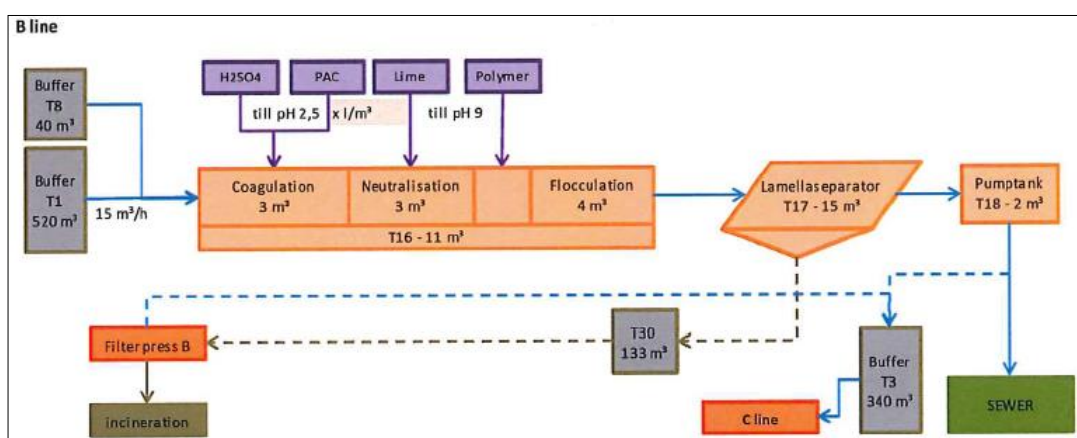 B line
H2SO4
PAC
Lime
Polymer
Buffer
T8
40 m³
till pH 2,5
x l/m³
till pH 9
Buffer
T1
520 m³
15 m³/h
Coagulation
3 m³
Neutralisation
3 m³
Flocculation
4 m³
T16 - 11 m³
Lamellaseparator
T17 - 15 m³
Pumptank
T18 - 2 m³
Filterpress B
T30
133 m³
Buffer
T3
340 m³
incineration
C line
SEWER